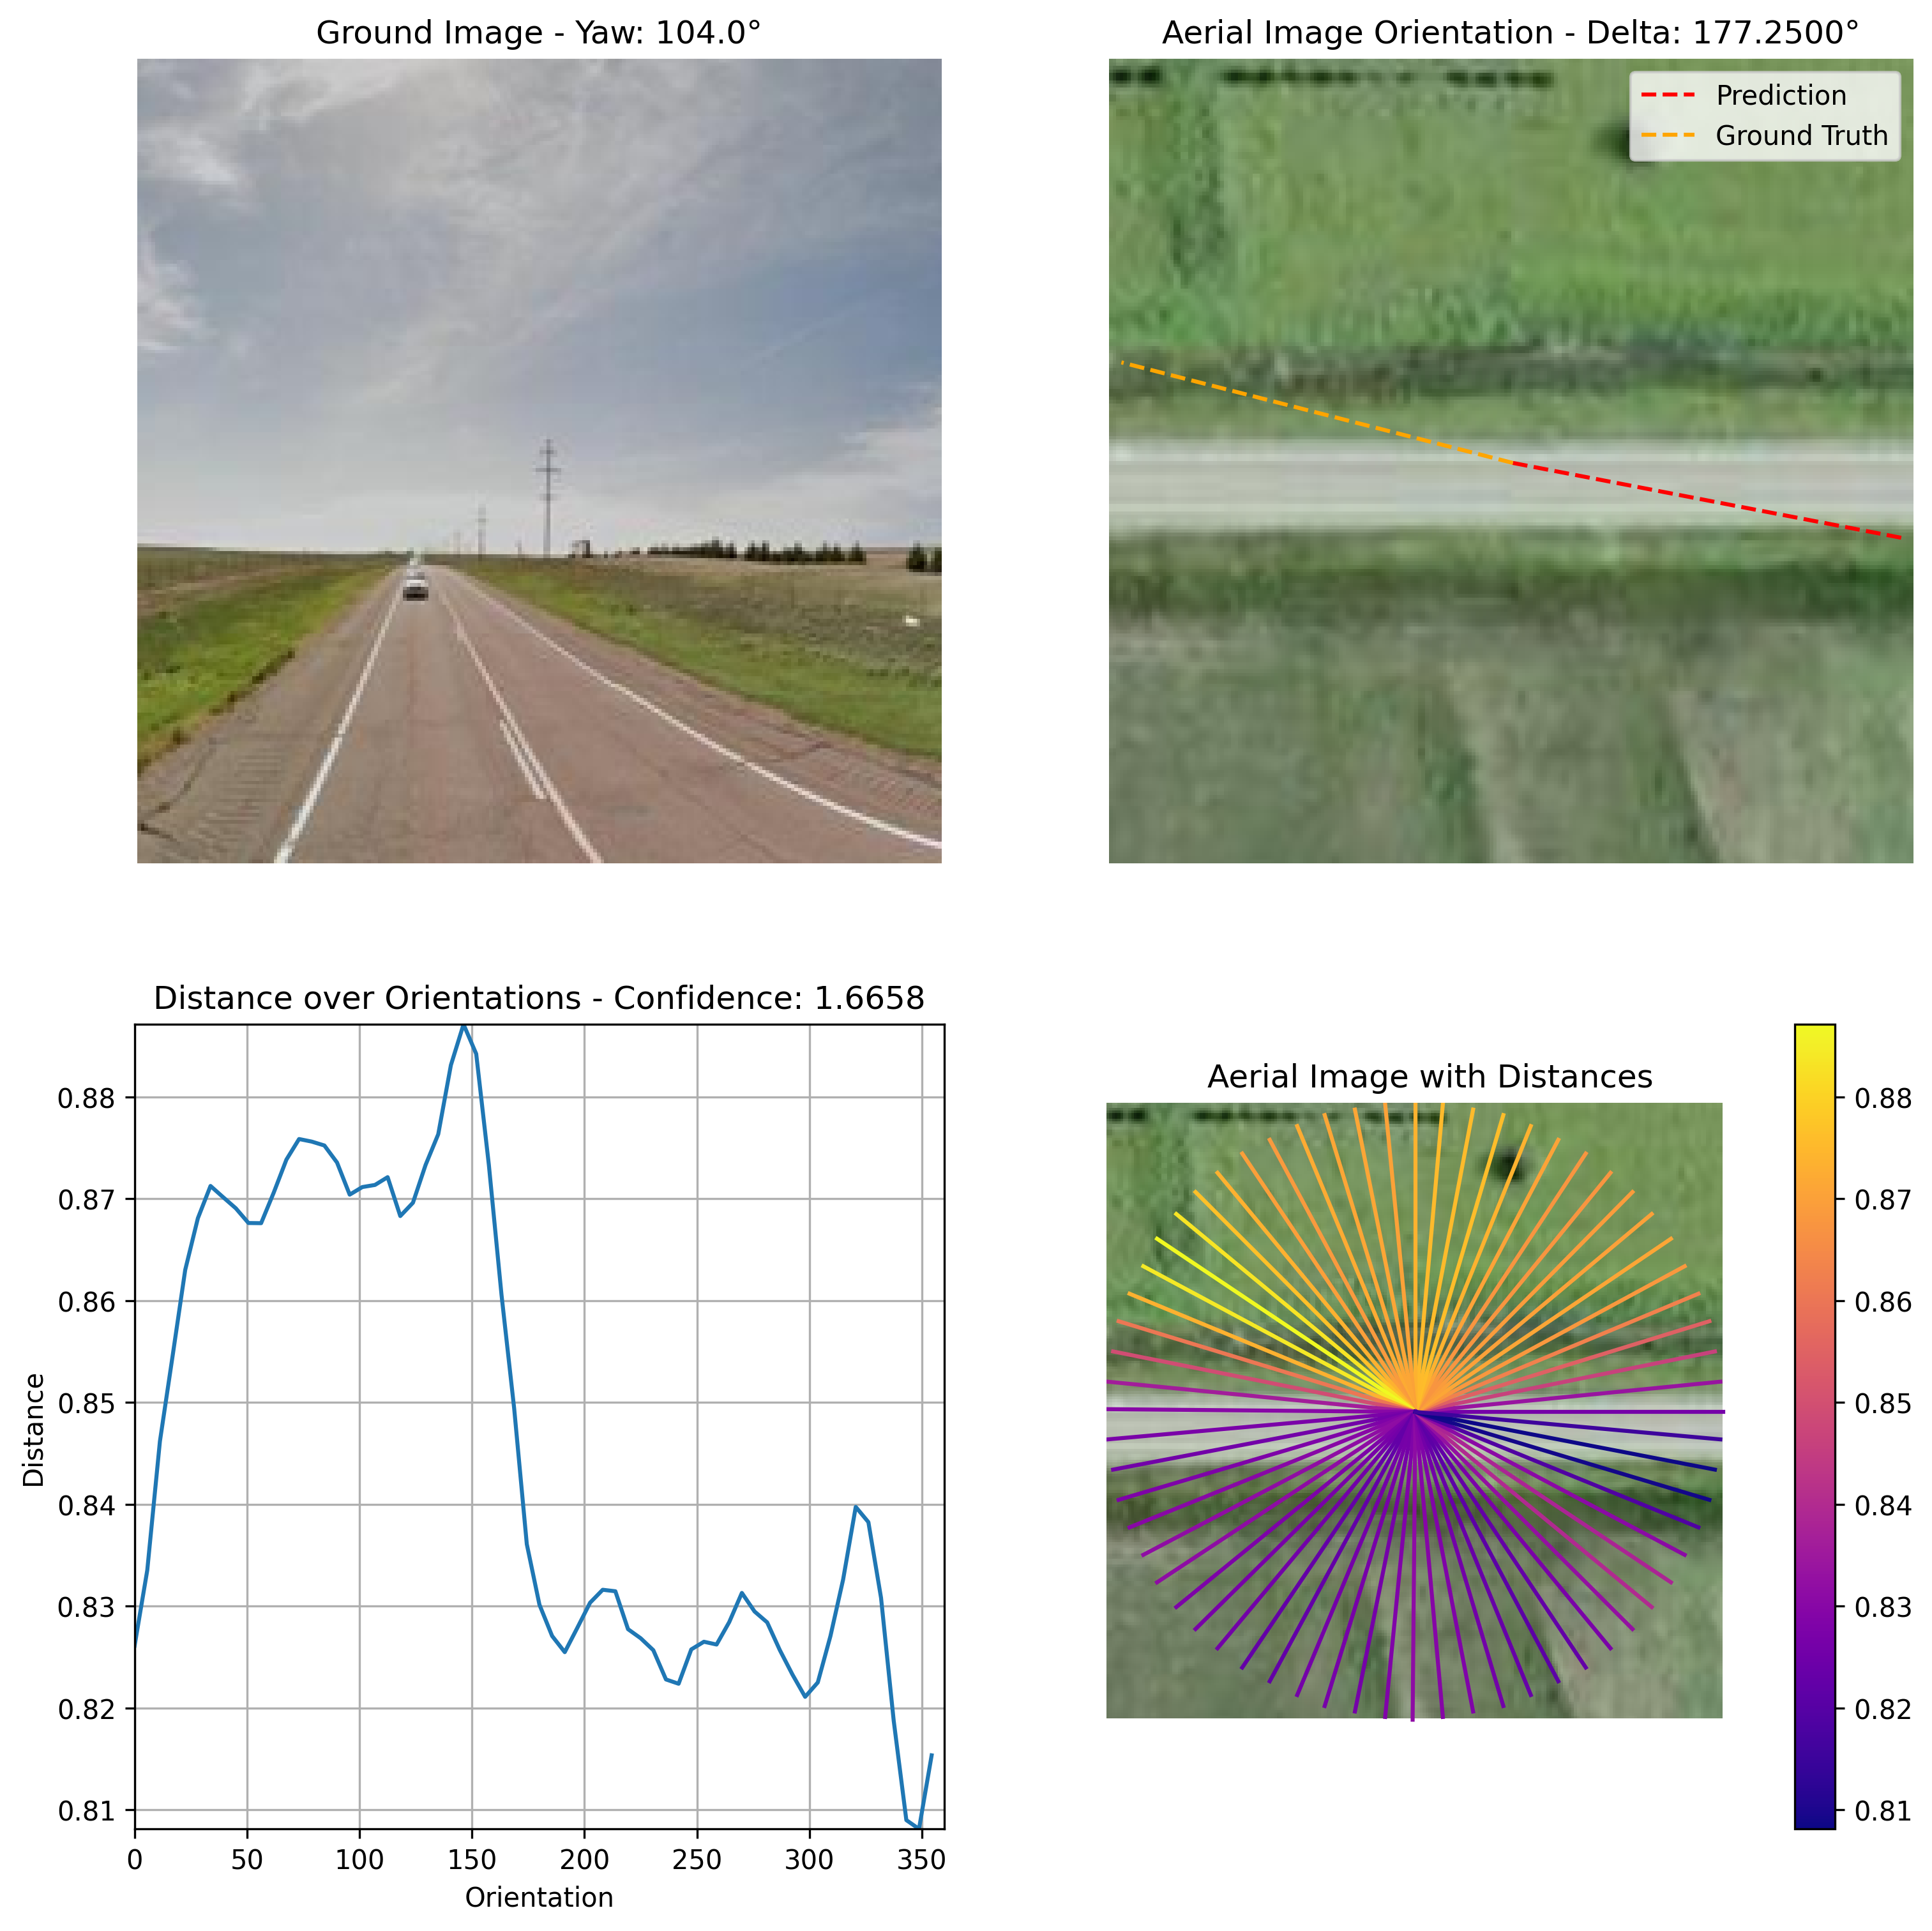 Ground Image - Yaw: 104.0°
Aerial Image Orientation - Delta: 177.2500°
Prediction
Ground Truth
Distance over Orientations - Confidence: 1.6658
0.88
0.87
0.86
0.85
0.84
0.83
0.82
0.81
Distance
0 50 100 150 200 250 300 350
Orientation
Aerial Image with Distances
0.88
0.87
0.86
0.85
0.84
0.83
0.82
0.81